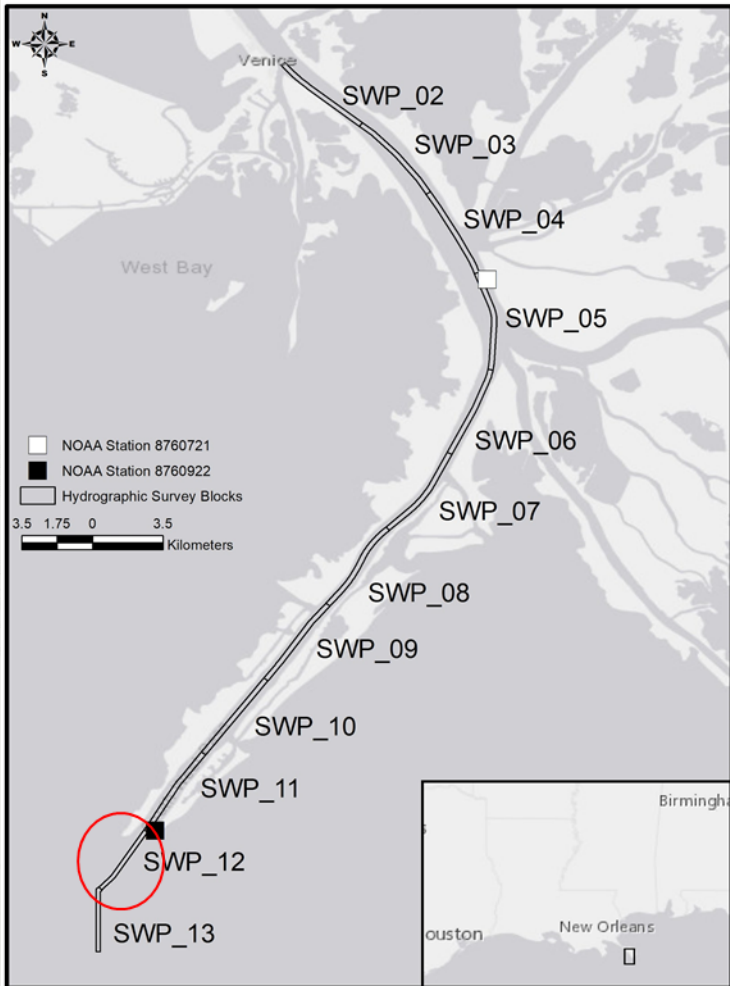 N
W E
S
Venice
SWP_02
SWP_03
SWP_04
West Bay
SWP_05
NOAA Station 8760721
NOAA Station 8760922
Hydrographic Survey Blocks
3.5 1.75 0 3.5
Kilometers
SWP_06
SWP_07
SWP_08
SWP_09
SWP_10
SWP_11
SWP_12
SWP_13
Birmingha
s
ouston
New Orleans